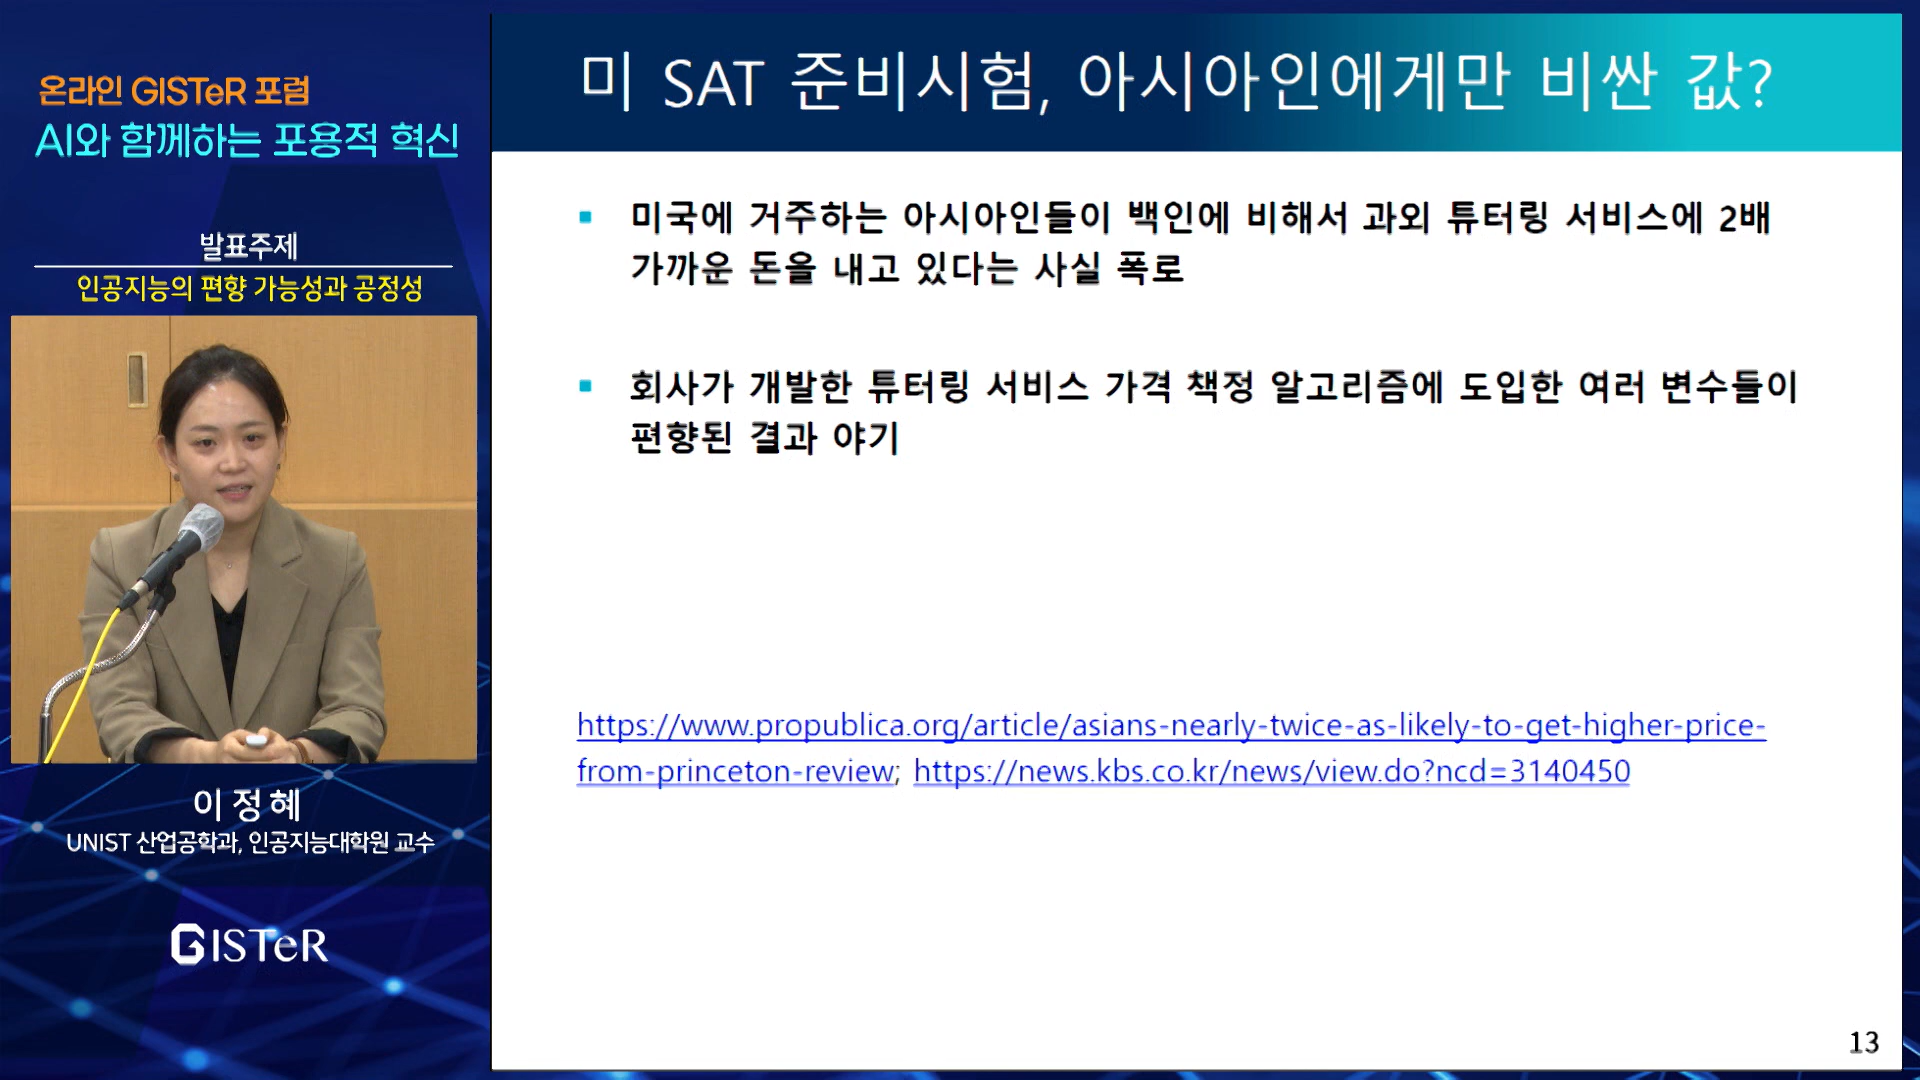 온라인 GISTeR 포럼
AI와 함께하는 포용적 혁신
발표주제
인공지능의 편향 가능성과 공정성
이정혜
UNIST 산업공학과, 인공지능대학원 교수
GISTeR
미 SAT 준비시험, 아시아인에게만 비싼 값?
미국에 거주하는 아시아인들이 백인에 비해서 과외 튜터링 서비스에 2배
가까운 돈을 내고 있다는 사실 폭로
회사가 개발한 튜터링 서비스 가격 책정 알고리즘에 도입한 여러 변수들이
편향된 결과 야기
https://www.propublica.org/article/asians-nearly-twice-as-likely-to-get-higher-price-
from-princeton-review; https://news.kbs.co.kr/news/view.do?ncd=3140450
13